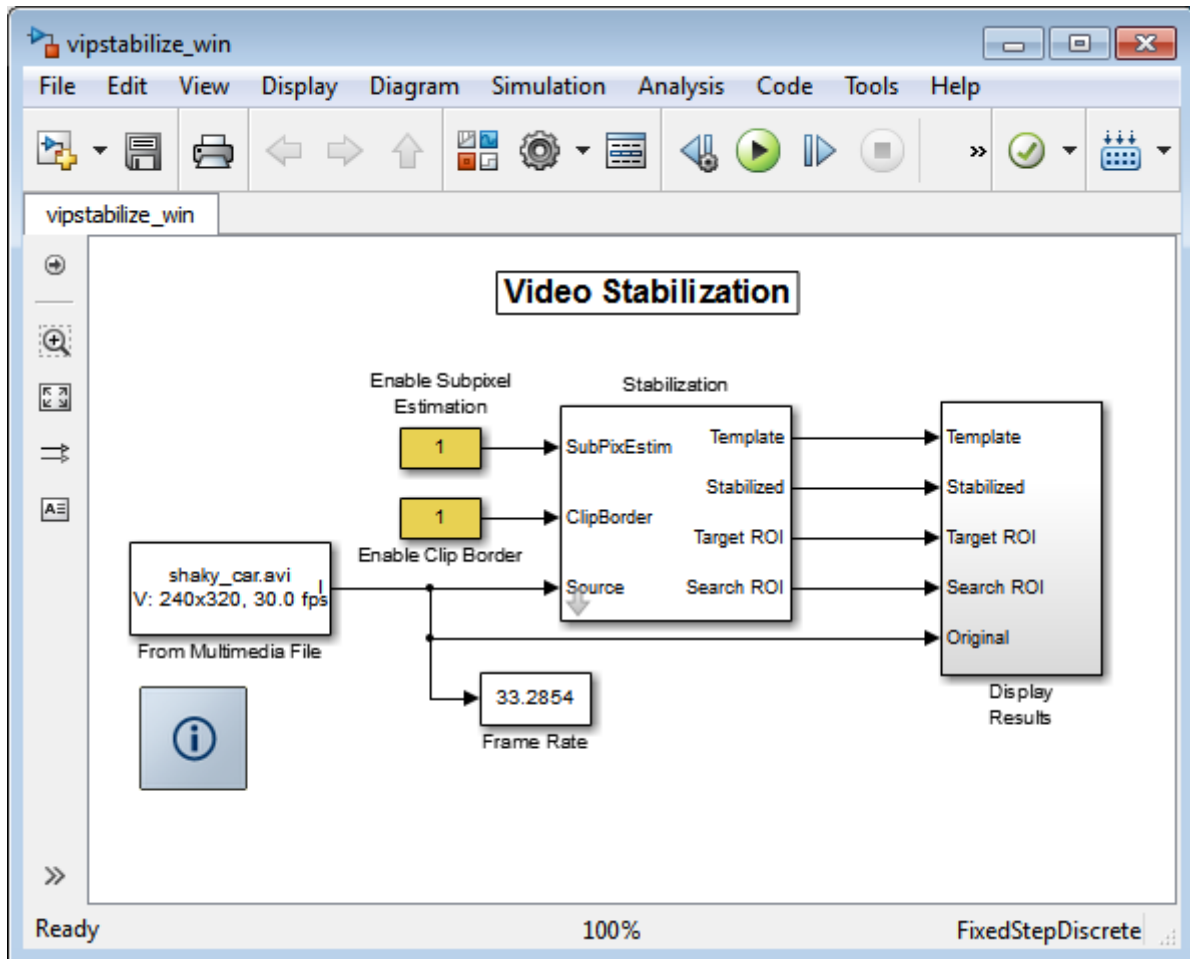 vipstabilize_win
File Edit View Display Diagram Simulation Analysis Code Tools Help
»
vipstabilize_win
Video Stabilization
Enable Subpixel
Estimation
1
Enable Clip Border
1
shaky_car.avi
V: 240x320, 30.0 fps
I
From Multimedia File
Stabilization
SubPixEstim
ClipBorder
Source
Template
Stabilized
Target ROI
Search ROI
Template
Stabilized
Target ROI
Search ROI
Original
Display
Results
33.2854
Frame Rate
i
A
»
Ready 100% FixedStepDiscrete